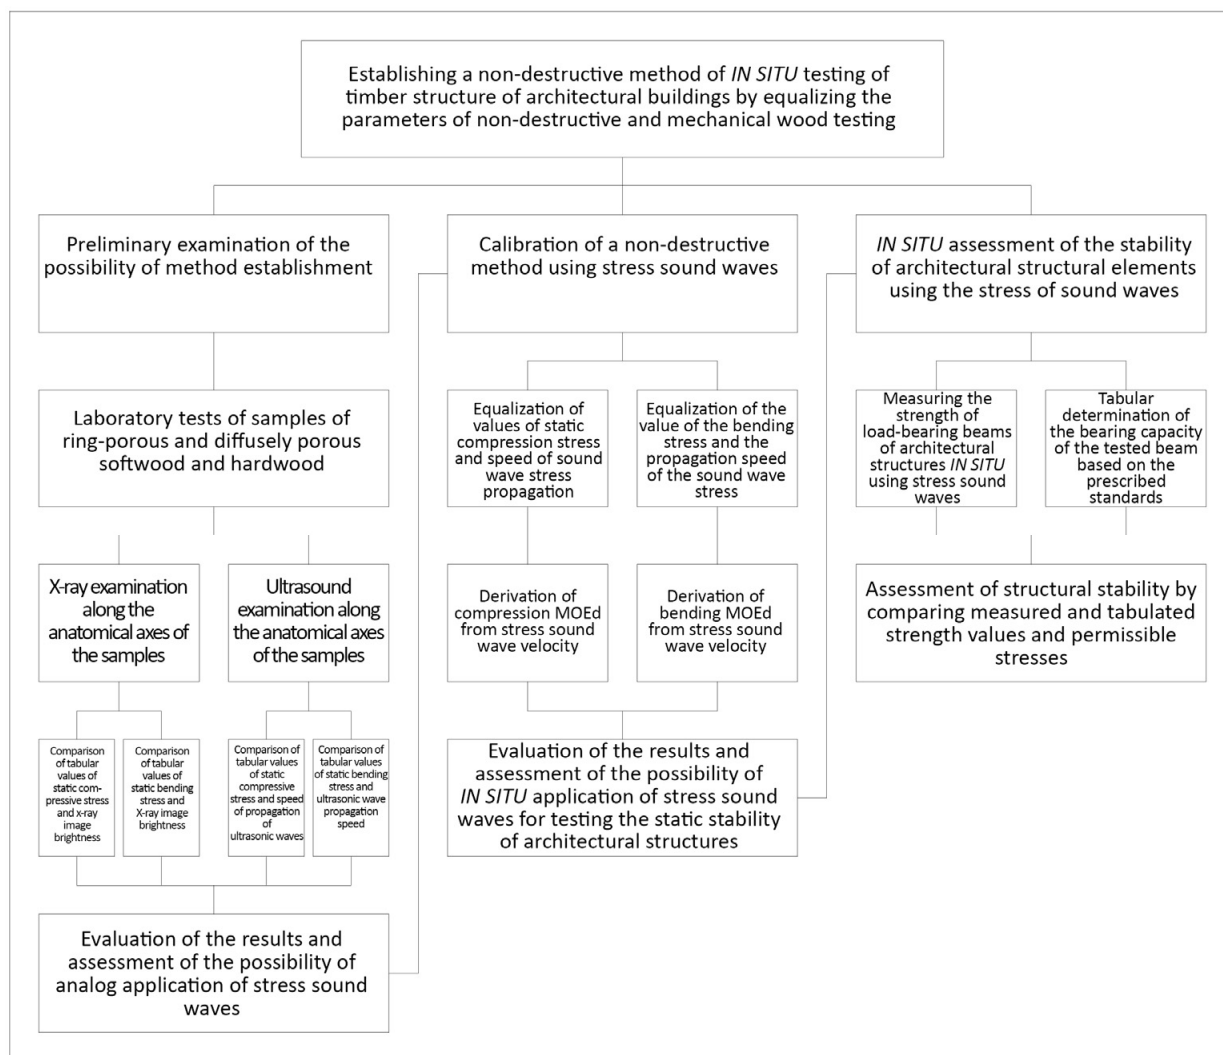 Establishing a non-destructive method of IN SITU testing of
timber structure of architectural buildings by equalizing the
parameters of non-destructive and mechanical wood testing
Preliminary examination of the
possibility of method establishment
Calibration of a non-destructive
method using stress sound waves
IN SITU assessment of the stability
of architectural structural elements
using the stress of sound waves
Laboratory tests of samples of
ring-porous and diffusely porous
softwood and hardwood
Equalization of
values of static
compression stress
and speed of sound
wave stress
propagation
Equalization of the
value of the bending
stress and the
propagation speed
of the sound wave
stress
Measuring the
strength of
load-bearing beams
of architectural
structures IN SITU
using stress sound
waves
Tabular
determination of
the bearing capacity
of the tested beam
based on the
prescribed
standards
X-ray examination
along the
anatomical axes of
the samples
Ultrasound
examination along
the anatomical axes
of the samples
Derivation of
compression MOEd
from stress sound
wave velocity
Derivation of
bending MOEd
from stress sound
wave velocity
Assessment of structural stability by
comparing measured and tabulated
strength values and permissible
stresses
Comparison
of tabular
values of
static com-
pressive stress
and x-ray
image
brightness
Comparison
of tabular
values of
static bending
stress and
X-ray image
brightness
Comparison of
tabular values
of static
compressive
stress and speed
of propagation
of
ultrasonic waves
Comparison of
tabular values
of static bending
stress and
ultrasonic wave
propagation
speed
Evaluation of the results and
assessment of the possibility of
IN SITU application of stress sound
waves for testing the static stability
of architectural structures
Evaluation of the results and
assessment of the possibility of
analog application of stress sound
waves